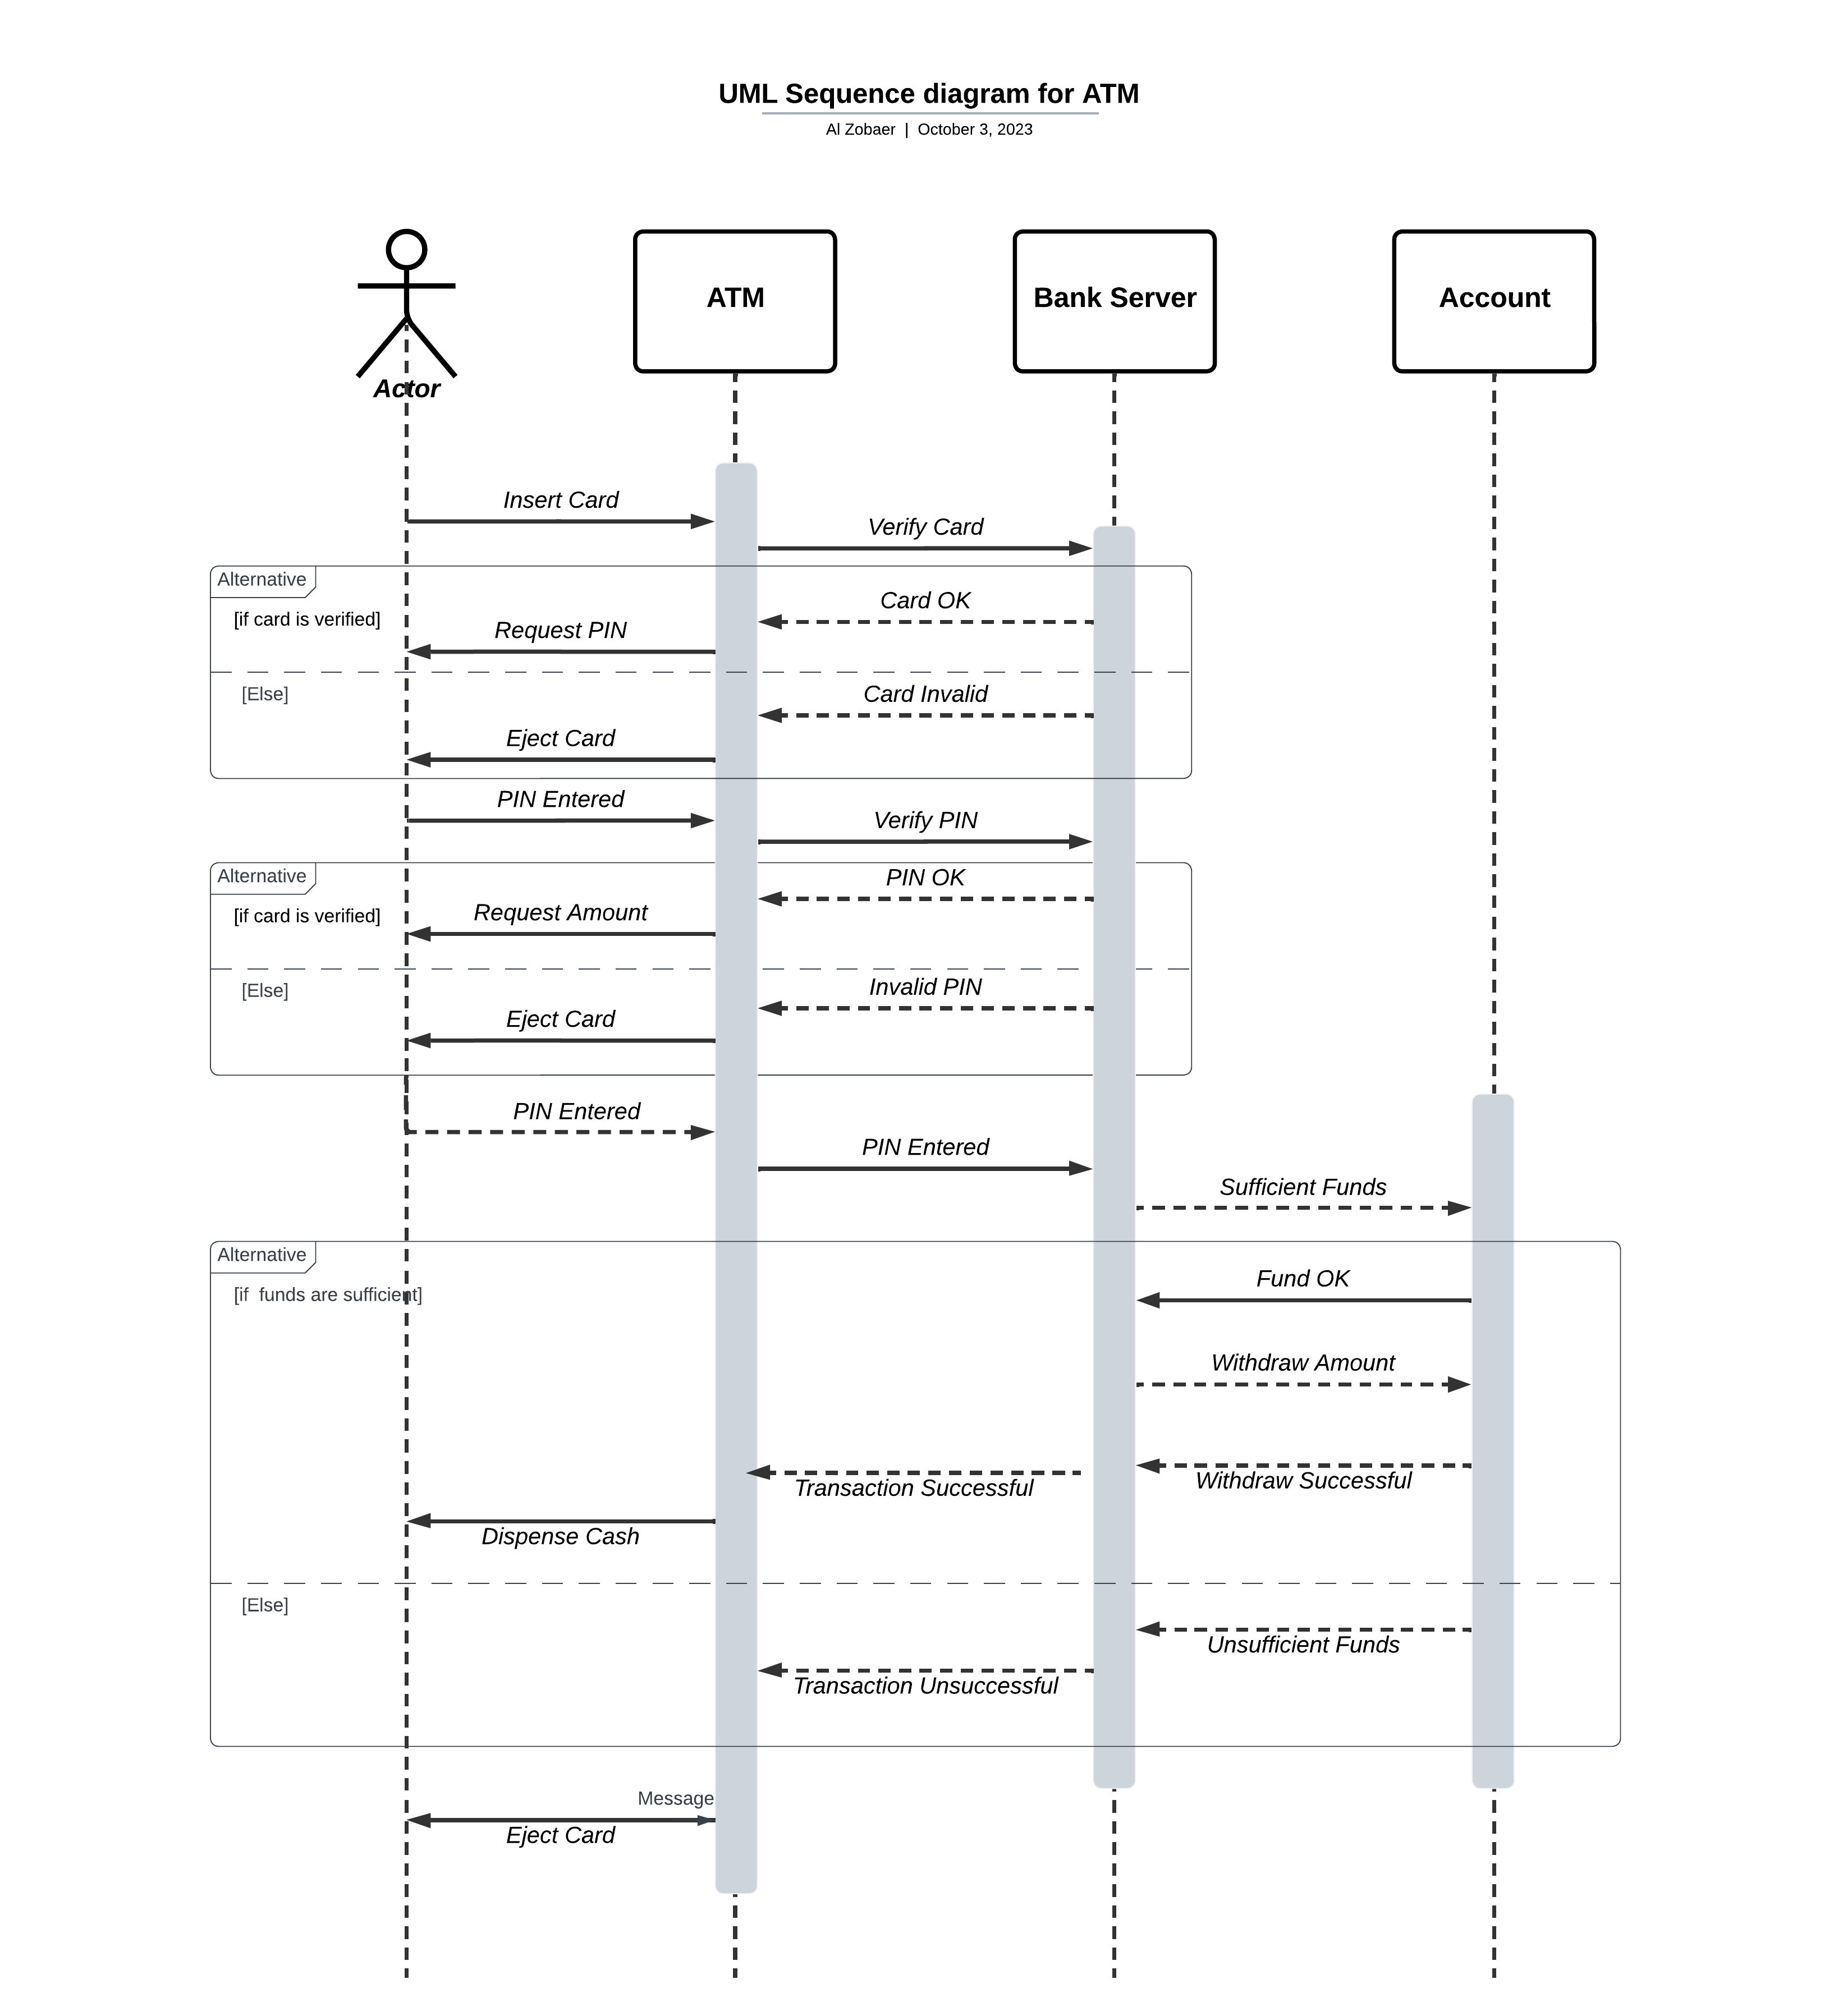 UML Sequence diagram for ATM
Al Zobaer | October 3, 2023
Actor
ATM
Bank Server
Account
Insert Card
Verify Card
Alternative
[if card is verified]
Card OK
Request PIN
[Else]
Card Invalid
Eject Card
PIN Entered
Verify PIN
Alternative
[if card is verified]
PIN OK
Request Amount
[Else]
Invalid PIN
Eject Card
PIN Entered
PIN Entered
Sufficient Funds
Alternative
[if  funds are sufficient]
Fund OK
Withdraw Amount
Withdraw Successful
Transaction Successful
Dispense Cash
[Else]
Unsufficient Funds
Transaction Unsuccessful
Message
Eject Card